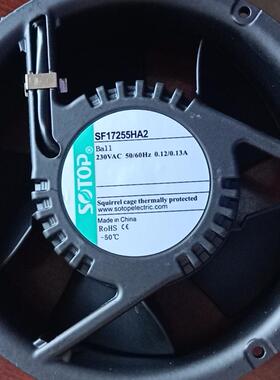 SOTOP®
SF17255HA2
Ball
230VAC 50/60Hz 0.12/0.13A
Squirrel cage thermally protected
www.sotopelectric.com
Made in China
RoHS CE
-50℃